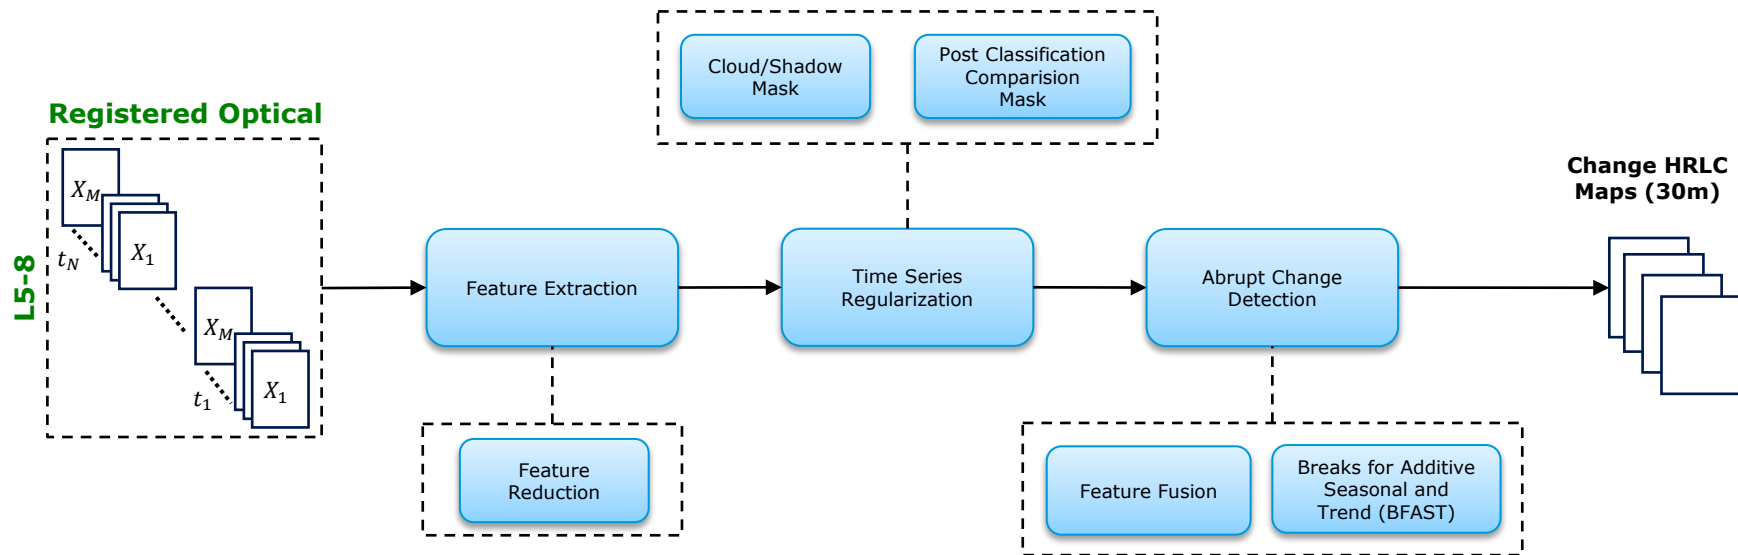 Cloud/Shadow
Mask
Post Classification
Comparision
Mask
Registered Optical
L5-8
X_M
X_1
t_N
X_M
X_1
t_1
Feature Extraction
Time Series
Regularization
Abrupt Change
Detection
Change HRLC
Maps (30m)
Feature
Reduction
Feature Fusion
Breaks for Additive
Seasonal and
Trend (BFAST)